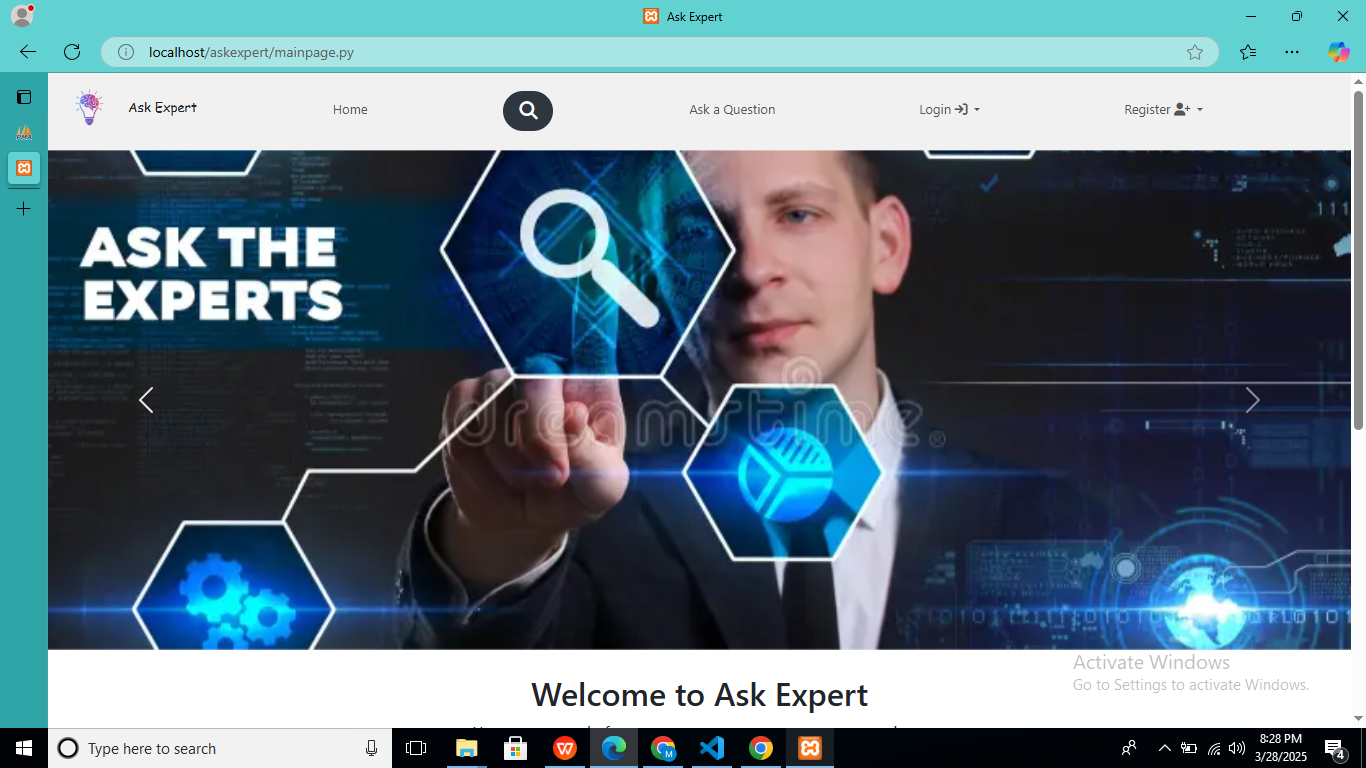 Ask Expert
localhost/askexpert/mainpage.py
Ask Expert
Home
Ask a Question
Login
Register
ASK THE
EXPERTS
dreamstime
Activate Windows
Go to Settings to activate Windows.
Welcome to Ask Expert
Type here to search
8:28 PM
3/28/2025
4